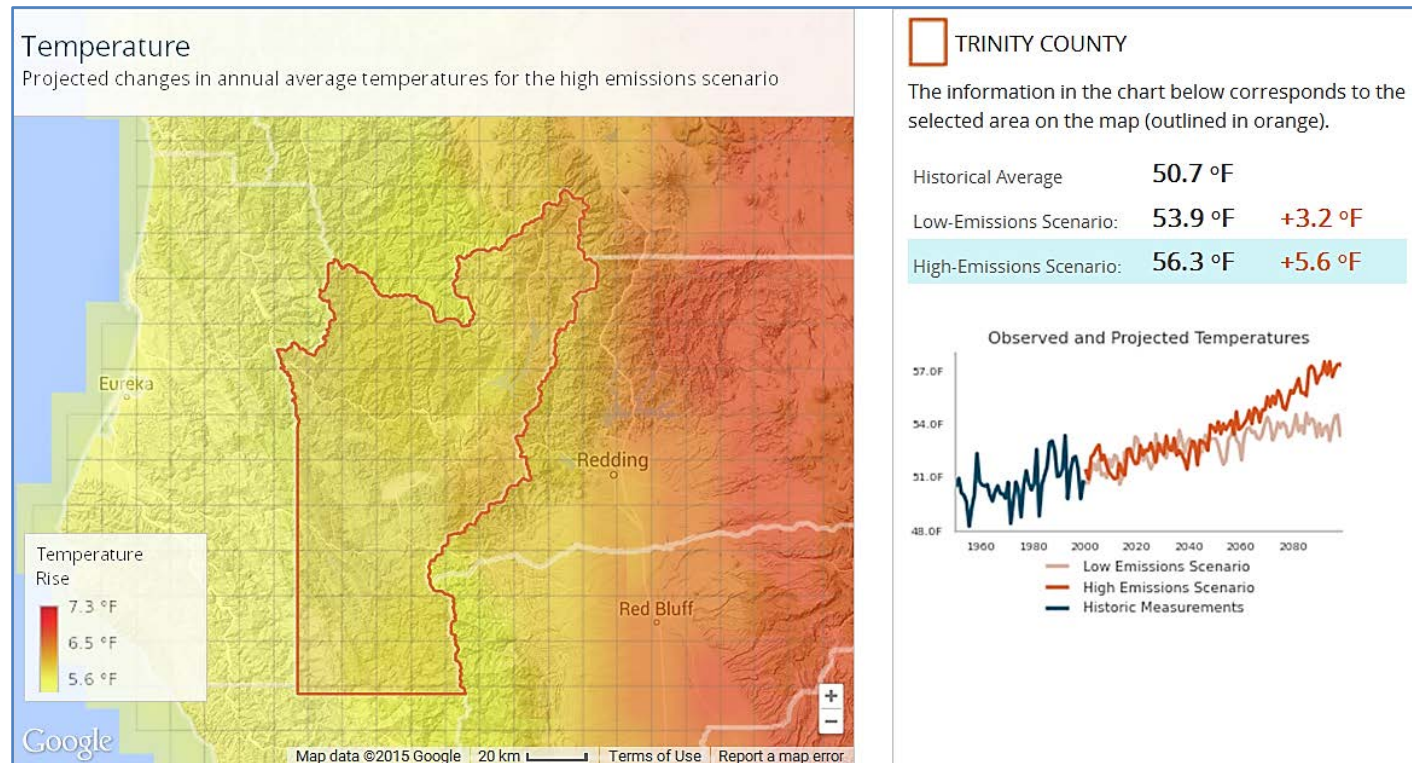 Temperature
Projected changes in annual average temperatures for the high emissions scenario
Eureka
Redding
Red Bluff
Temperature
Rise
7.3 °F
6.5 °F
5.6 °F
Google
Map data ©2015 Google 20 km Terms of Use Report a map error
+
−
TRINITY COUNTY
The information in the chart below corresponds to the
selected area on the map (outlined in orange).
Historical Average 50.7 °F
Low-Emissions Scenario: 53.9 °F +3.2 °F
High-Emissions Scenario: 56.3 °F +5.6 °F
Observed and Projected Temperatures
57.0F
54.0F
51.0F
48.0F
1960 1980 2000 2020 2040 2060 2080
Low Emissions Scenario
High Emissions Scenario
Historic Measurements